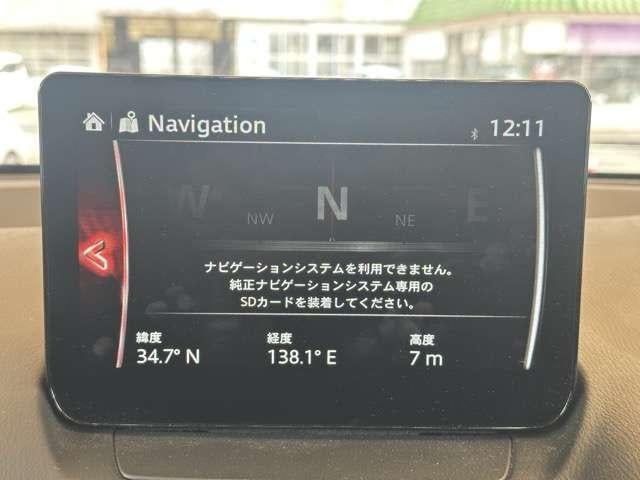 Navigation 12:11
W NW N NE E
ナビゲーションシステムを利用できません。
純正ナビゲーションシステム専用の
SDカードを装着してください。
緯度 経度 高度
34.7° N 138.1° E 7 m